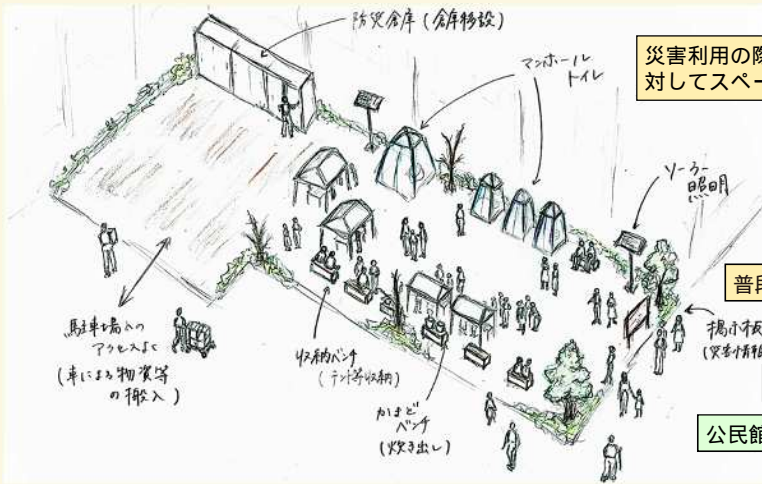 防災倉庫(倉庫移設)
マンホール
トイレ
災害利用の際
対してスペー
ソーラー
照明
普段
掲示板
(災害情報
駐車場への
アクセスよく
(車による物資等
の搬入)
収納ベンチ
(テント等収納)
かまど
ベンチ
(炊き出し)
公民館